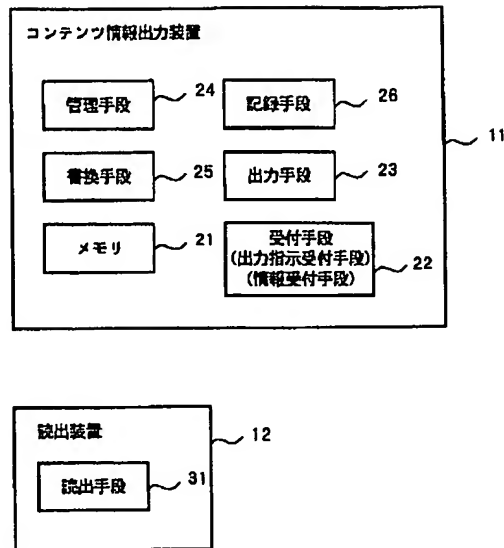 コンテンツ情報出力装置
管理手段
24
記録手段
26
11
書換手段
25
出力手段
23
メモリ
21
受付手段
(出力指示受付手段)
(情報受付手段)
22
読出装置
12
読出手段
31